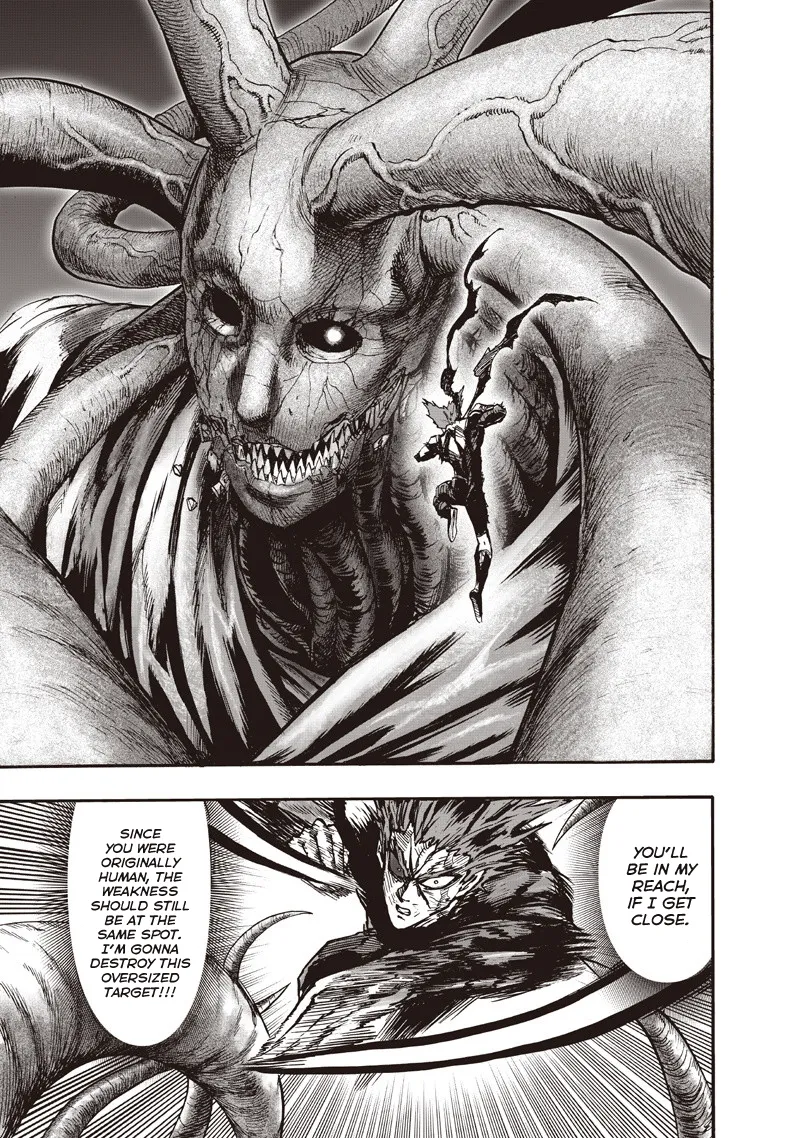 YOU'LL
BE IN MY
REACH,
IF I GET
CLOSE.
SINCE
YOU WERE
ORIGINALLY
HUMAN, THE
WEAKNESS
SHOULD STILL
BE AT THE
SAME SPOT.
I'M GONNA
DESTROY THIS
OVERSIZED
TARGET!!!